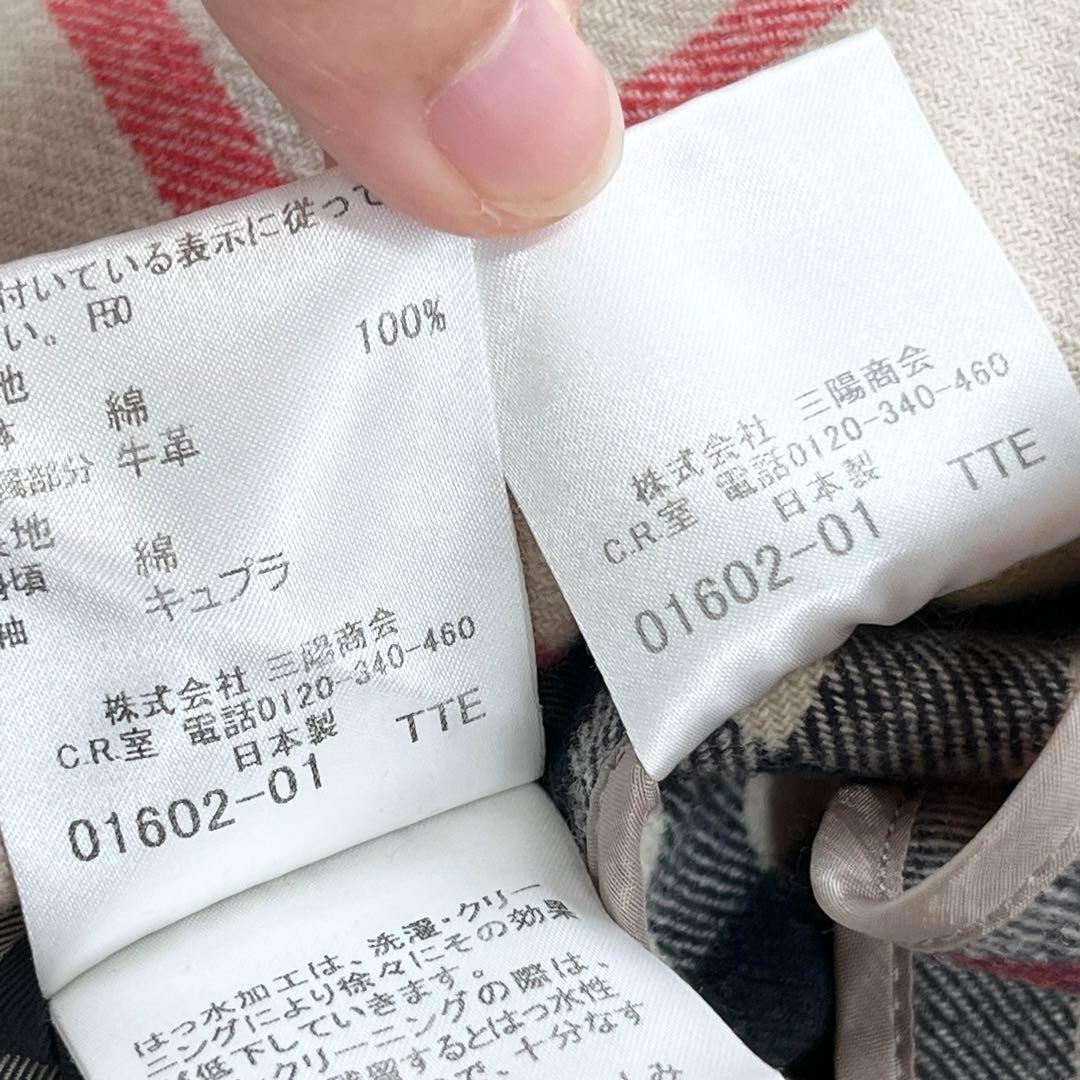 付いている表示に従って
い。P50
地
綿 100%
部分 牛革
地
身頃 綿
袖 キュプラ
株式会社 三陽商会
C.R.室 電話0120-340-460
日本製 TTE
01602-01
株式会社 三陽商会
C.R.室 電話0120-340-460
日本製 TTE
01602-01
はっ水加工は、洗濯・クリー
ニングにより徐々にその効果
低下していきます。
クリーニングの際は、
留するとはっ水性
で、十分なす